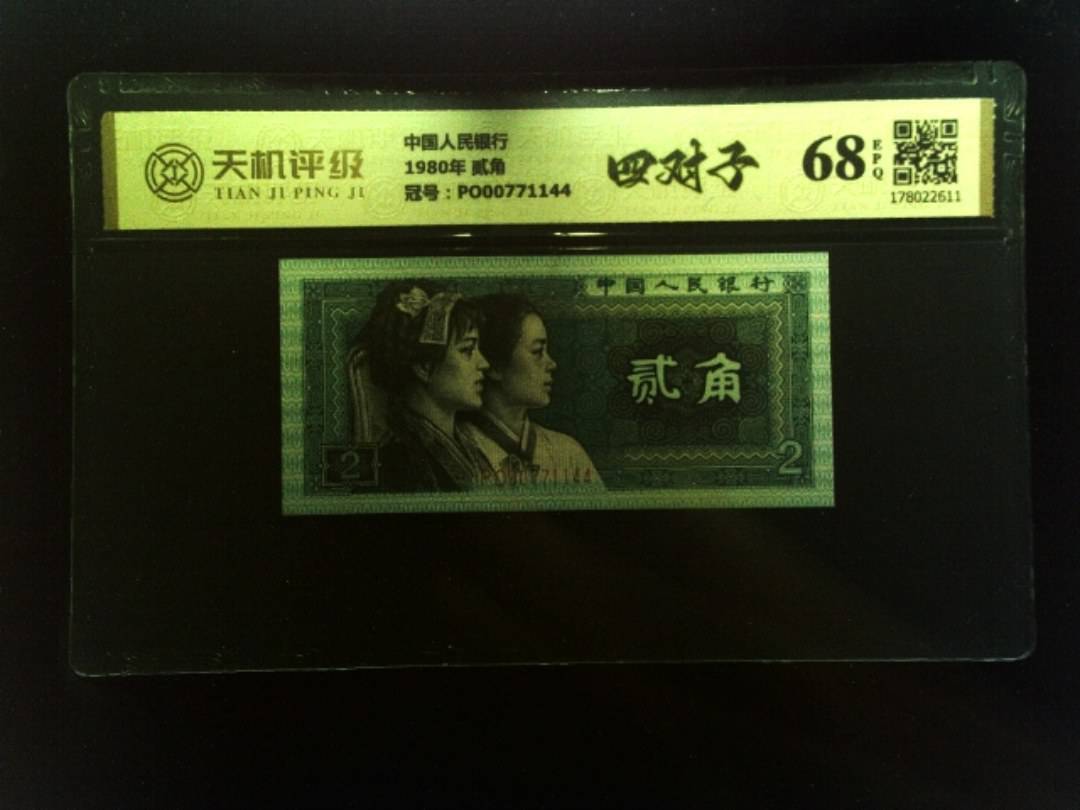 天机评级
TIAN JI PING JI
中国人民银行
1980年 贰角
冠号：PO00771144
四对子
68
EPQ
178022611
中国人民银行
贰角
2
2
PO00771144